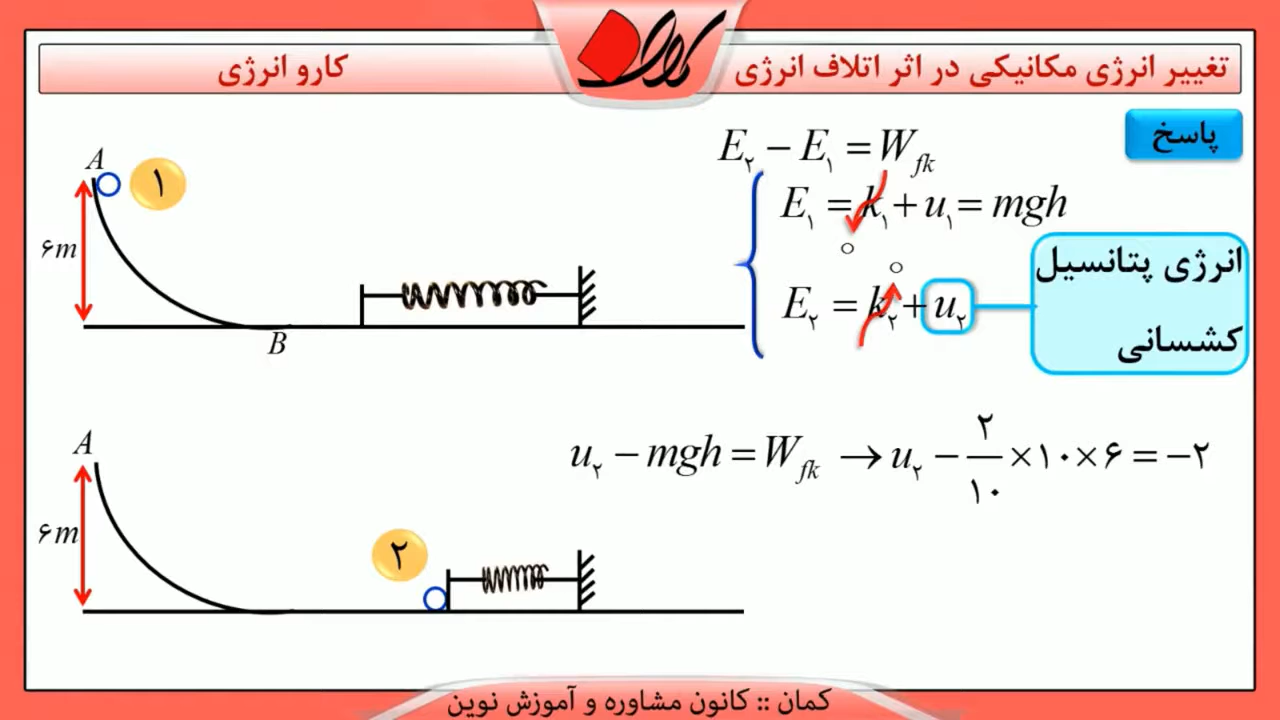 تغییر انرژی مکانیکی در اثر اتلاف انرژی
کارو انرژی
پاسخ
E۲ − E۱ = Wfk
E۱ = k۱ + u۱ = mgh
○
○
E۲ = k۲ + u۲
انرژی پتانسیل
کشسانی
A
۱
۶m
B
u۲ − mgh = Wfk → u۲ − ۲/۱۰ × ۱۰ × ۶ = −۲
A
۶m
۲
کمان :: کانون مشاوره و آموزش نوین